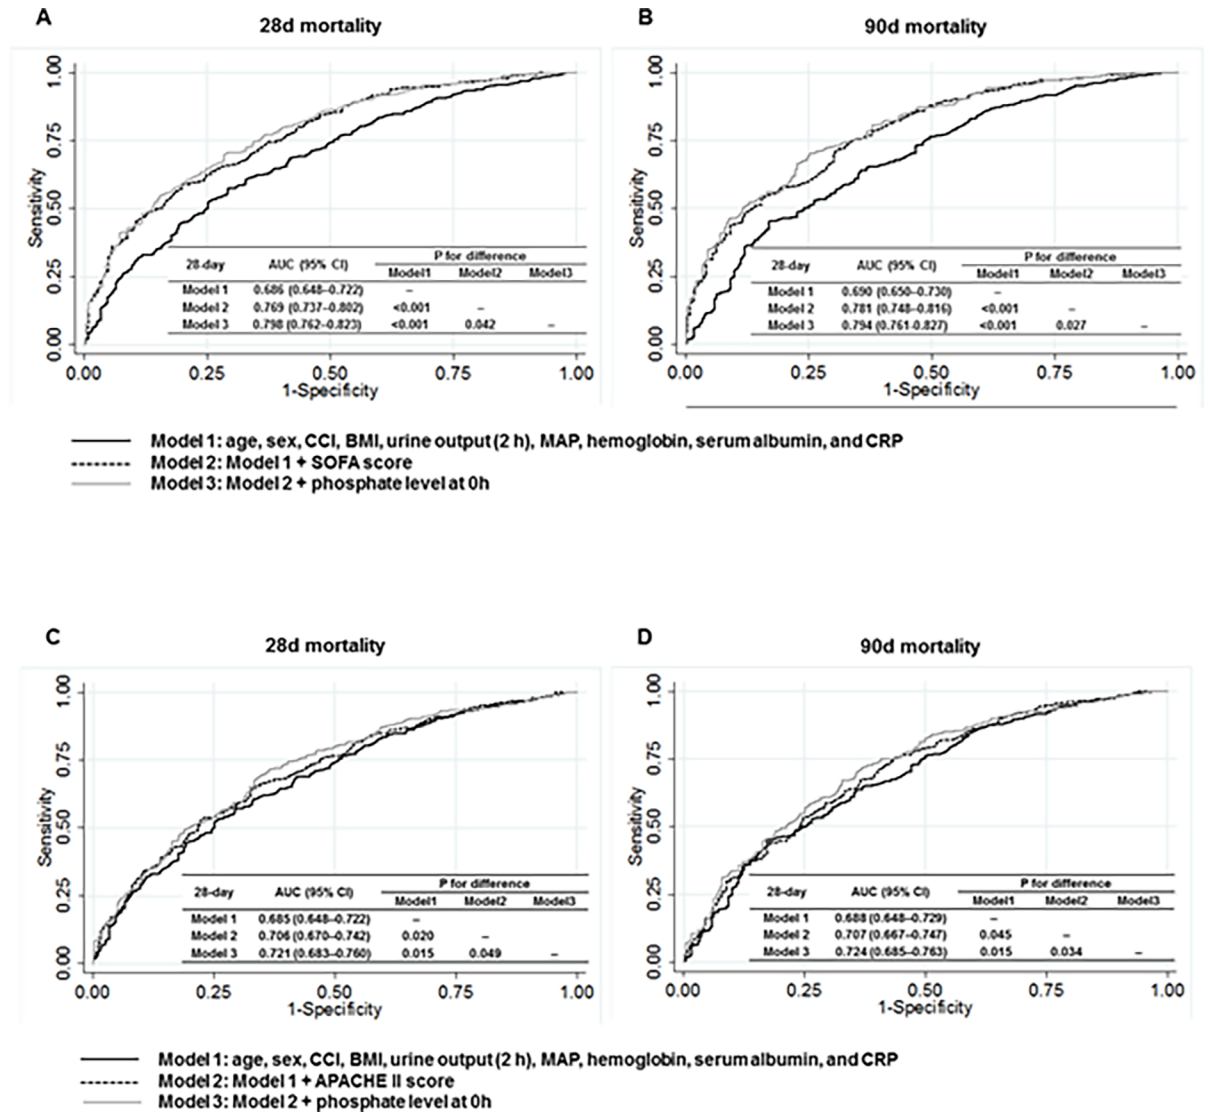 A
28d mortality
B
90d mortality
Sensitivity
1.00
0.75
0.50
0.25
0.00
28-day AUC (95% CI) P for difference
Model1 Model2 Model3
Model 1 0.686 (0.648–0.722) –
Model 2 0.769 (0.737–0.802) <0.001 –
Model 3 0.798 (0.762–0.823) <0.001 0.042 –
0.00 0.25 0.50 0.75 1.00
1-Specificity
Sensitivity
1.00
0.75
0.50
0.25
0.00
28-day AUC (95% CI) P for difference
Model1 Model2 Model3
Model 1 0.690 (0.650–0.730) –
Model 2 0.781 (0.748–0.816) <0.001 –
Model 3 0.794 (0.761-0.827) <0.001 0.027 –
0.00 0.25 0.50 0.75 1.00
1-Specificity
Model 1: age, sex, CCI, BMI, urine output (2 h), MAP, hemoglobin, serum albumin, and CRP
Model 2: Model 1 + SOFA score
Model 3: Model 2 + phosphate level at 0h
C
28d mortality
D
90d mortality
Sensitivity
1.00
0.75
0.50
0.25
0.00
28-day AUC (95% CI) P for difference
Model1 Model2 Model3
Model 1 0.685 (0.648–0.722) –
Model 2 0.706 (0.670–0.742) 0.020 –
Model 3 0.721 (0.683–0.760) 0.015 0.049 –
0.00 0.25 0.50 0.75 1.00
1-Specificity
Sensitivity
1.00
0.75
0.50
0.25
0.00
28-day AUC (95% CI) P for difference
Model1 Model2 Model3
Model 1 0.688 (0.648–0.729) –
Model 2 0.707 (0.667–0.747) 0.045 –
Model 3 0.724 (0.685–0.763) 0.015 0.034 –
0.00 0.25 0.50 0.75 1.00
1-Specificity
Model 1: age, sex, CCI, BMI, urine output (2 h), MAP, hemoglobin, serum albumin, and CRP
Model 2: Model 1 + APACHE II score
Model 3: Model 2 + phosphate level at 0h